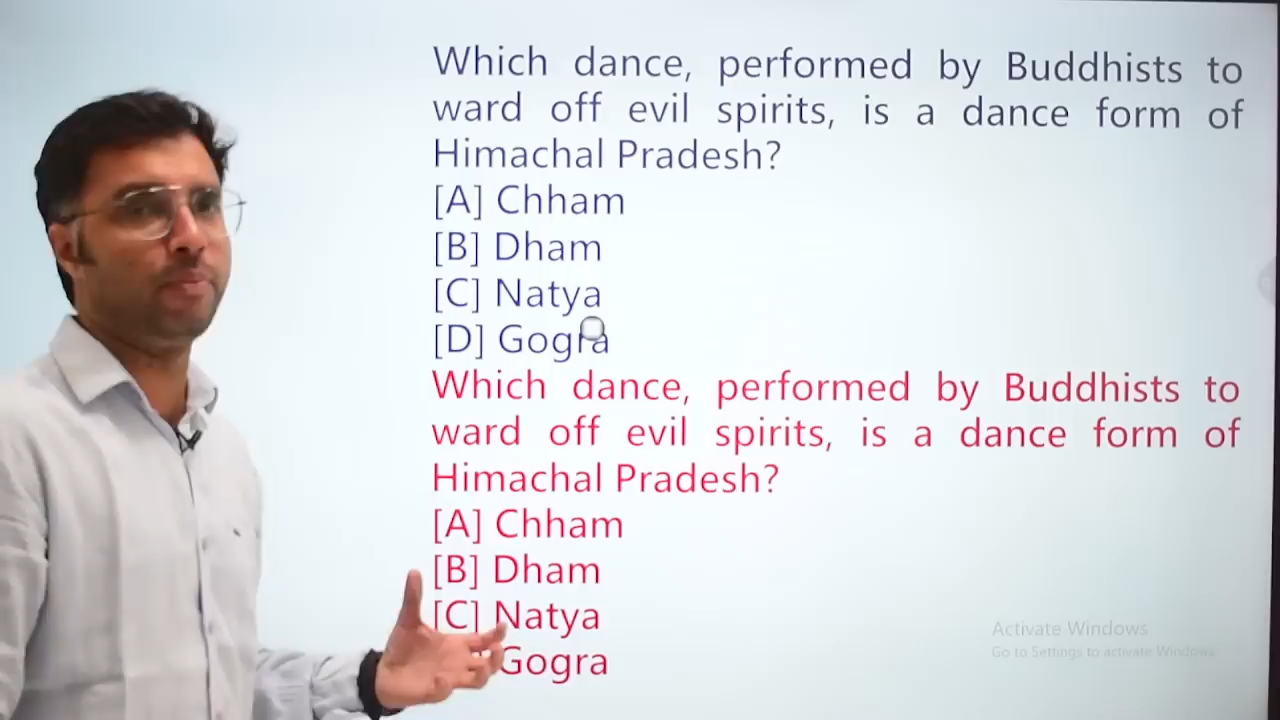 Which dance, performed by Buddhists to
ward off evil spirits, is a dance form of
Himachal Pradesh?
[A] Chham
[B] Dham
[C] Natya
[D] Gogra
Which dance, performed by Buddhists to
ward off evil spirits, is a dance form of
Himachal Pradesh?
[A] Chham
[B] Dham
[C] Natya
Gogra
Activate Windows
Go to Settings to activate Windows.